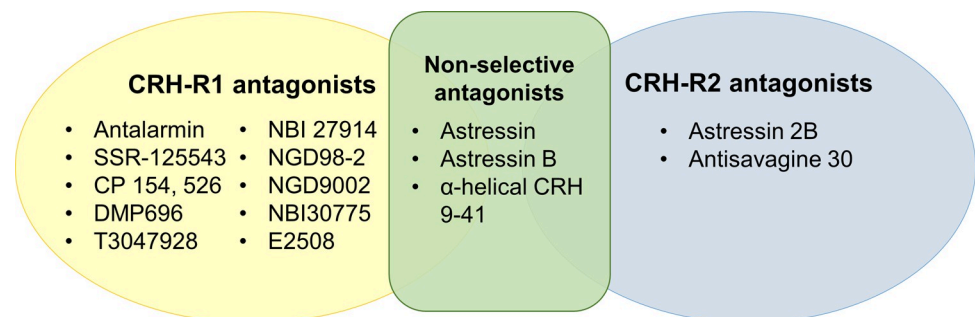 CRH-R1 antagonists
• Antalarmin
• SSR-125543
• CP 154, 526
• DMP696
• T3047928
• NBI 27914
• NGD98-2
• NGD9002
• NBI30775
• E2508
Non-selective
antagonists
• Astressin
• Astressin B
• α-helical CRH
9-41
CRH-R2 antagonists
• Astressin 2B
• Antisavagine 30